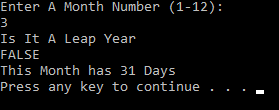 Enter A Month Number (1-12):
3
Is It A Leap Year
FALSE
This Month has 31 Days
Press any key to continue . . .